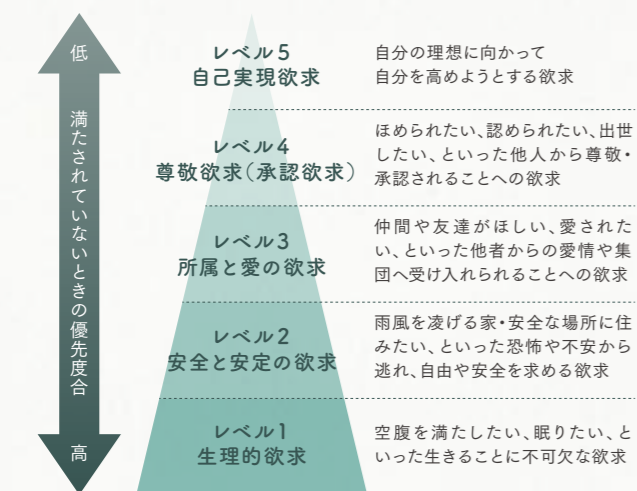 低
満たされていないときの優先度合
高
レベル5
自己実現欲求
自分の理想に向かって
自分を高めようとする欲求
レベル4
尊敬欲求(承認欲求)
ほめられたい、認められたい、出世
したい、といった他人から尊敬・
承認されることへの欲求
レベル3
所属と愛の欲求
仲間や友達がほしい、愛された
い、といった他者からの愛情や集
団へ受け入れられることへの欲求
レベル2
安全と安定の欲求
雨風を凌げる家・安全な場所に住
みたい、といった恐怖や不安から
逃れ、自由や安全を求める欲求
レベル1
生理的欲求
空腹を満たしたい、眠りたい、と
いった生きることに不可欠な欲求